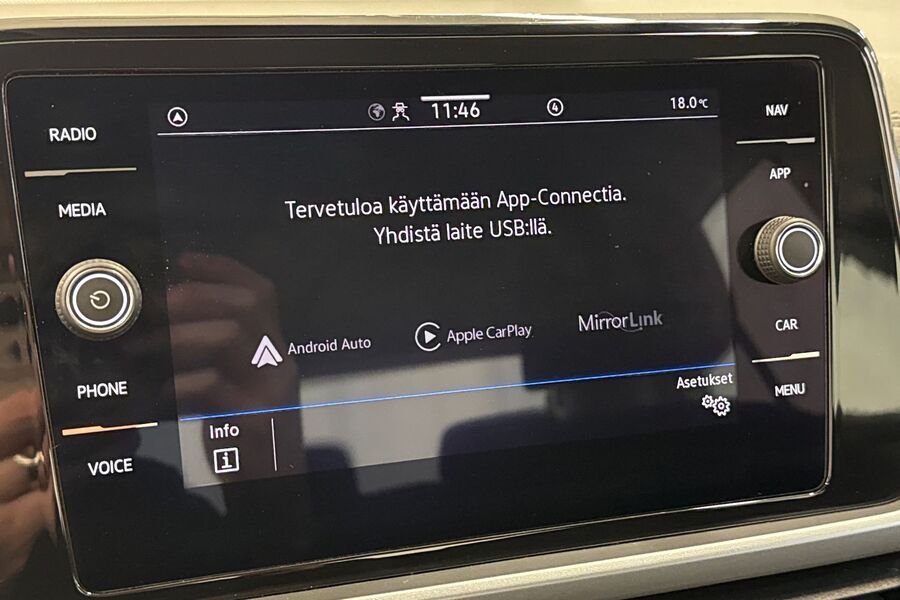 RADIO
MEDIA
PHONE
VOICE
11:46
4
18.0°C
Tervetuloa käyttämään App-Connectia.
Yhdistä laite USB:llä.
Android Auto
Apple CarPlay
MirrorLink
Info
i
Asetukset
NAV
APP
CAR
MENU